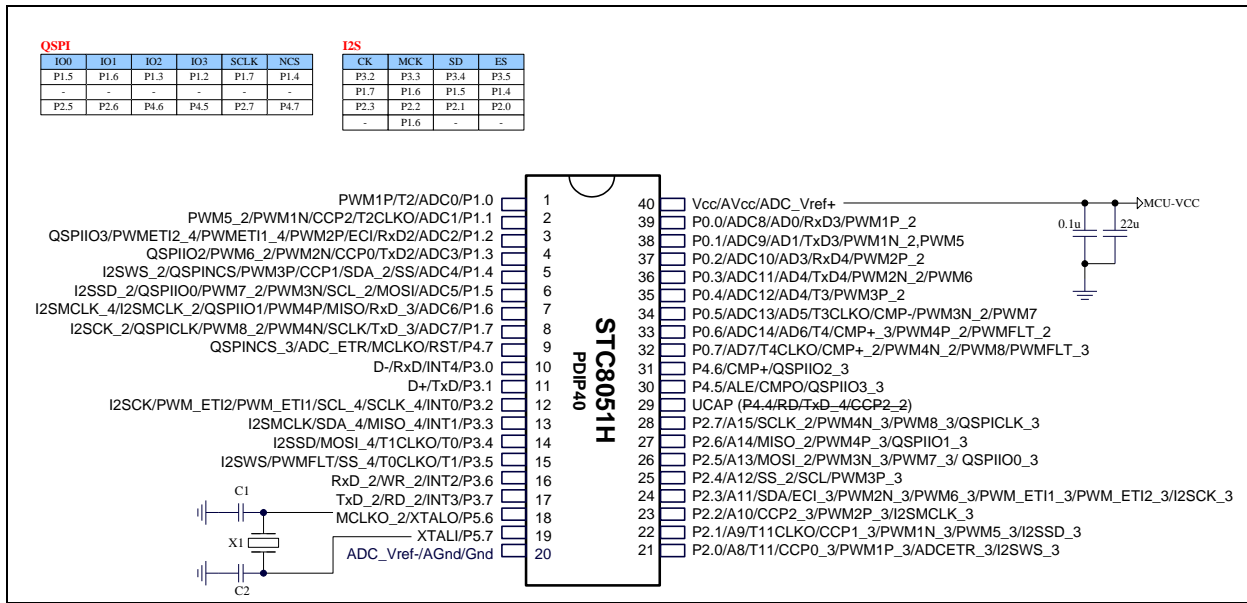 QSPI
IO0 IO1 IO2 IO3 SCLK NCS
P1.5 P1.6 P1.3 P1.2 P1.7 P1.4
- - - - - -
P2.5 P2.6 P4.6 P4.5 P2.7 P4.7
I2S
CK MCK SD ES
P3.2 P3.3 P3.4 P3.5
P1.7 P1.6 P1.5 P1.4
P2.3 P2.2 P2.1 P2.0
- P1.6 - -
PWM1P/T2/ADC0/P1.0 1
PWM5_2/PWM1N/CCP2/T2CLKO/ADC1/P1.1 2
QSPIIO3/PWMETI2_4/PWMETI1_4/PWM2P/ECI/RxD2/ADC2/P1.2 3
QSPIIO2/PWM6_2/PWM2N/CCP0/TxD2/ADC3/P1.3 4
I2SWS_2/QSPINCS/PWM3P/CCP1/SDA_2/SS/ADC4/P1.4 5
I2SSD_2/QSPIIO0/PWM7_2/PWM3N/SCL_2/MOSI/ADC5/P1.5 6
I2SMCLK_4/I2SMCLK_2/QSPIIO1/PWM4P/MISO/RxD_3/ADC6/P1.6 7
I2SCK_2/QSPICLK/PWM8_2/PWM4N/SCLK/TxD_3/ADC7/P1.7 8
QSPINCS_3/ADC_ETR/MCLKO/RST/P4.7 9
D-/RxD/INT4/P3.0 10
D+/TxD/P3.1 11
I2SCK/PWM_ETI2/PWM_ETI1/SCL_4/SCLK_4/INT0/P3.2 12
I2SMCLK/SDA_4/MISO_4/INT1/P3.3 13
I2SSD/MOSI_4/T1CLKO/T0/P3.4 14
I2SWS/PWMFLT/SS_4/T0CLKO/T1/P3.5 15
RxD_2/WR_2/INT2/P3.6 16
TxD_2/RD_2/INT3/P3.7 17
MCLKO_2/XTALO/P5.6 18
XTALI/P5.7 19
ADC_Vref-/AGnd/Gnd 20
C1
X1
C2
STC8051H
PDIP40
40 Vcc/AVcc/ADC_Vref+
39 P0.0/ADC8/AD0/RxD3/PWM1P_2
38 P0.1/ADC9/AD1/TxD3/PWM1N_2,PWM5
37 P0.2/ADC10/AD3/RxD4/PWM2P_2
36 P0.3/ADC11/AD4/TxD4/PWM2N_2/PWM6
35 P0.4/ADC12/AD4/T3/PWM3P_2
34 P0.5/ADC13/AD5/T3CLKO/CMP-/PWM3N_2/PWM7
33 P0.6/ADC14/AD6/T4/CMP+_3/PWM4P_2/PWMFLT_2
32 P0.7/AD7/T4CLKO/CMP+_2/PWM4N_2/PWM8/PWMFLT_3
31 P4.6/CMP+/QSPIIO2_3
30 P4.5/ALE/CMPO/QSPIIO3_3
29 UCAP (P4.4/RD/TxD_4/CCP2_2)
28 P2.7/A15/SCLK_2/PWM4N_3/PWM8_3/QSPICLK_3
27 P2.6/A14/MISO_2/PWM4P_3/QSPIIO1_3
26 P2.5/A13/MOSI_2/PWM3N_3/PWM7_3/ QSPIIO0_3
25 P2.4/A12/SS_2/SCL/PWM3P_3
24 P2.3/A11/SDA/ECI_3/PWM2N_3/PWM6_3/PWM_ETI1_3/PWM_ETI2_3/I2SCK_3
23 P2.2/A10/CCP2_3/PWM2P_3/I2SMCLK_3
22 P2.1/A9/T11CLKO/CCP1_3/PWM1N_3/PWM5_3/I2SSD_3
21 P2.0/A8/T11/CCP0_3/PWM1P_3/ADCETR_3/I2SWS_3
MCU-VCC
0.1u 22u